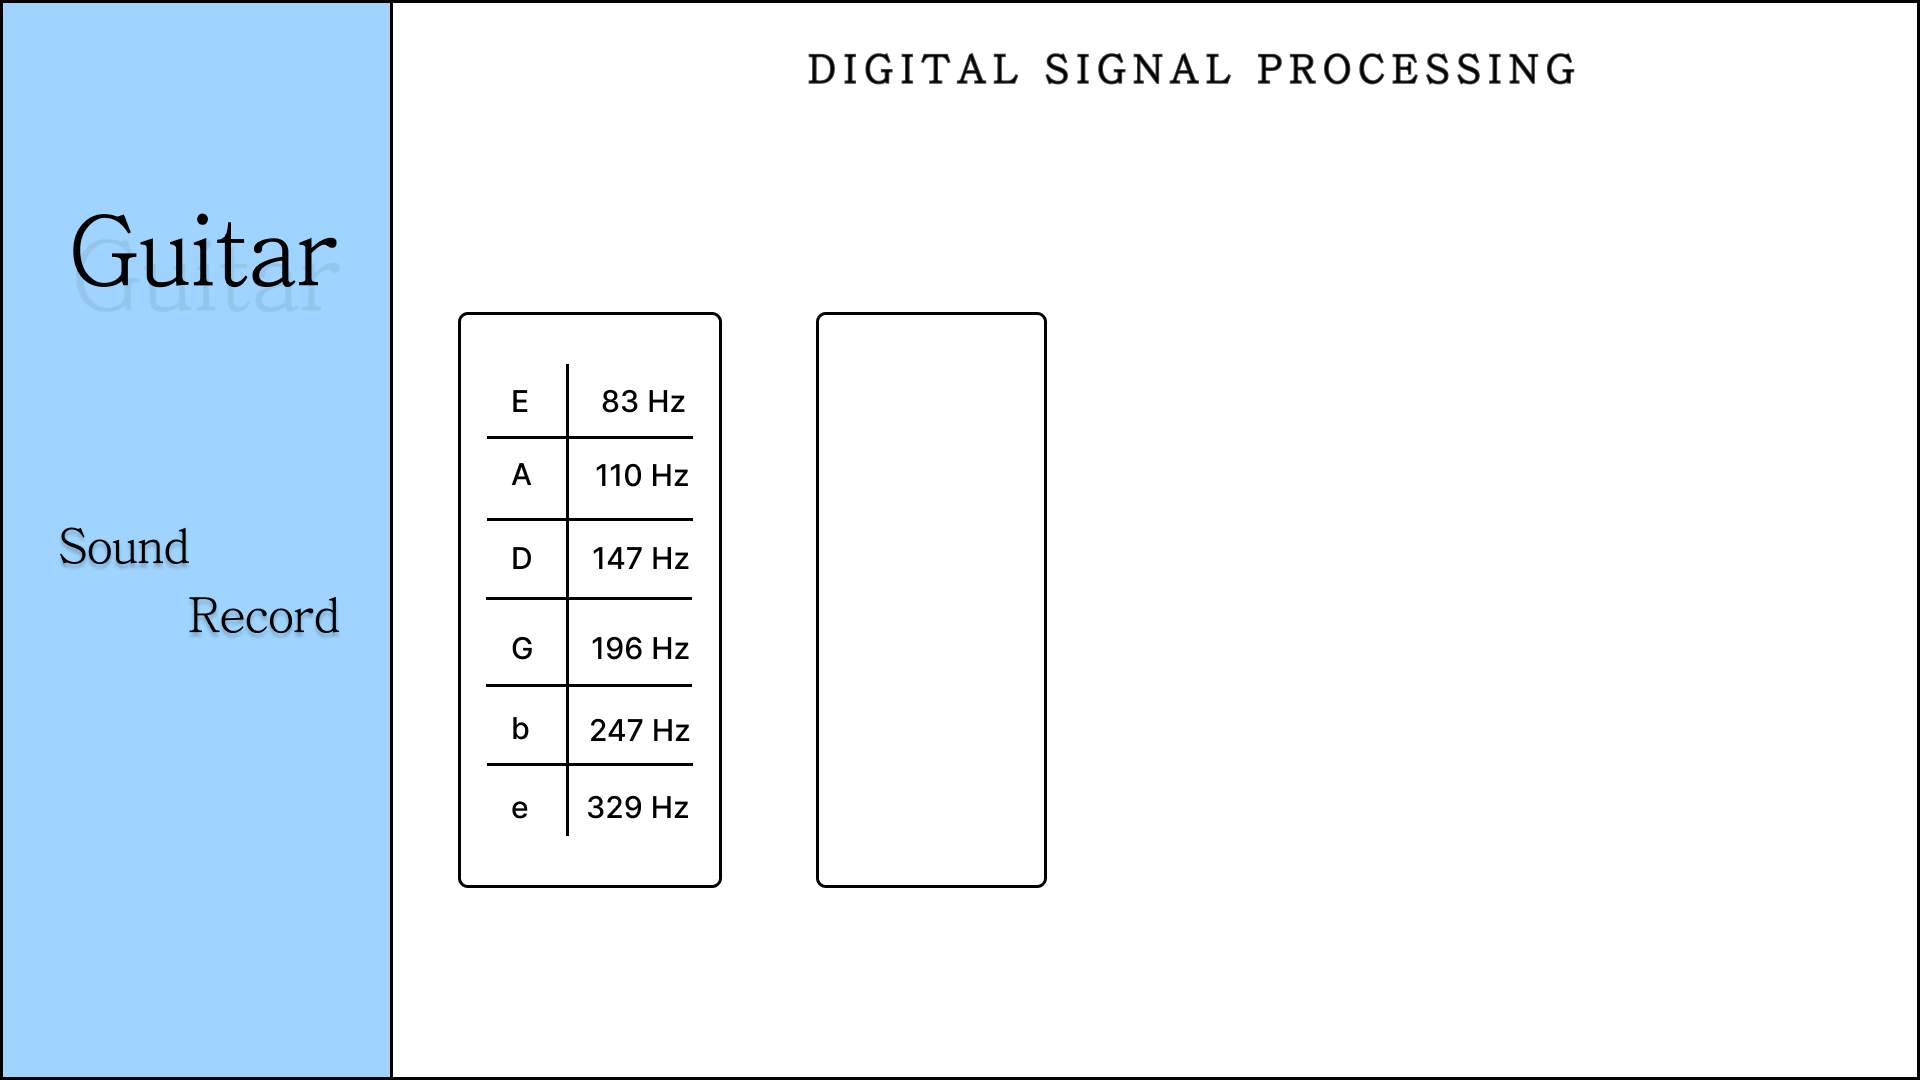 DIGITAL SIGNAL PROCESSING
Guitar
Sound
Record
E 83 Hz
A 110 Hz
D 147 Hz
G 196 Hz
b 247 Hz
e 329 Hz